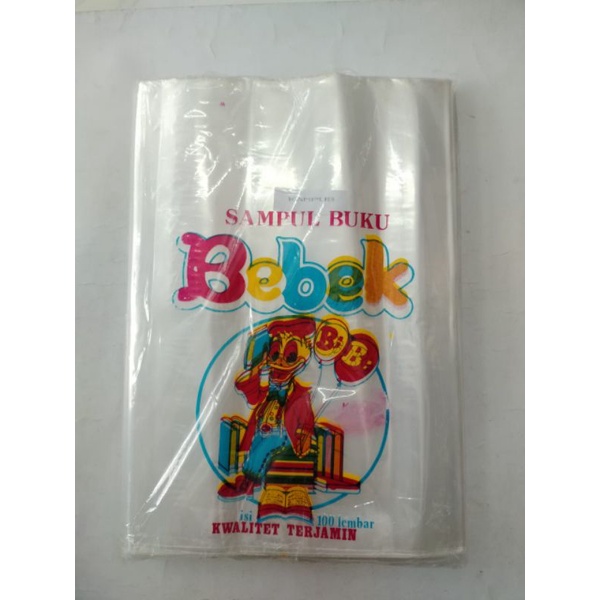 SAMPUL BUKU
Bebek
B B
isi 100 lembar
KWALITET TERJAMIN